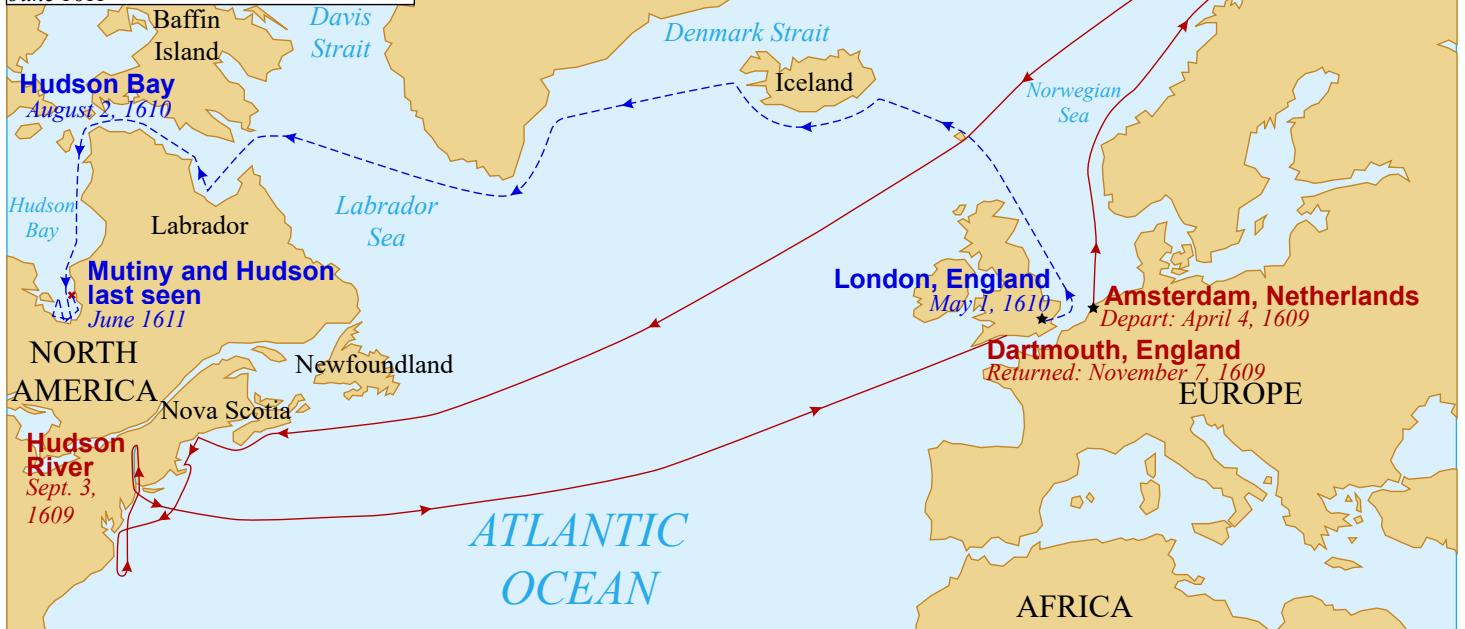 June 1611
Baffin
Island
Davis
Strait
Denmark Strait
Iceland
Norwegian
Sea
Hudson Bay
August 2, 1610
Hudson
Bay
Labrador
Labrador
Sea
Mutiny and Hudson
last seen
June 1611
London, England
May 1, 1610
Amsterdam, Netherlands
Depart: April 4, 1609
Dartmouth, England
Returned: November 7, 1609
NORTH
AMERICA
Newfoundland
Nova Scotia
EUROPE
Hudson
River
Sept. 3,
1609
ATLANTIC
OCEAN
AFRICA